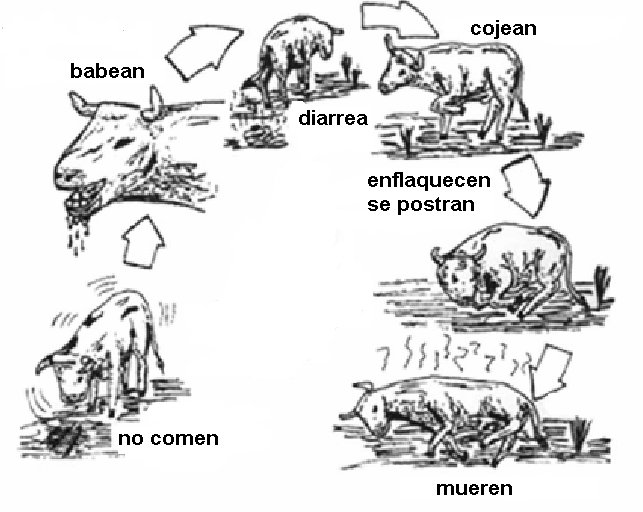 no comen
babean
diarrea
cojean
enflaquecen
se postran
mueren